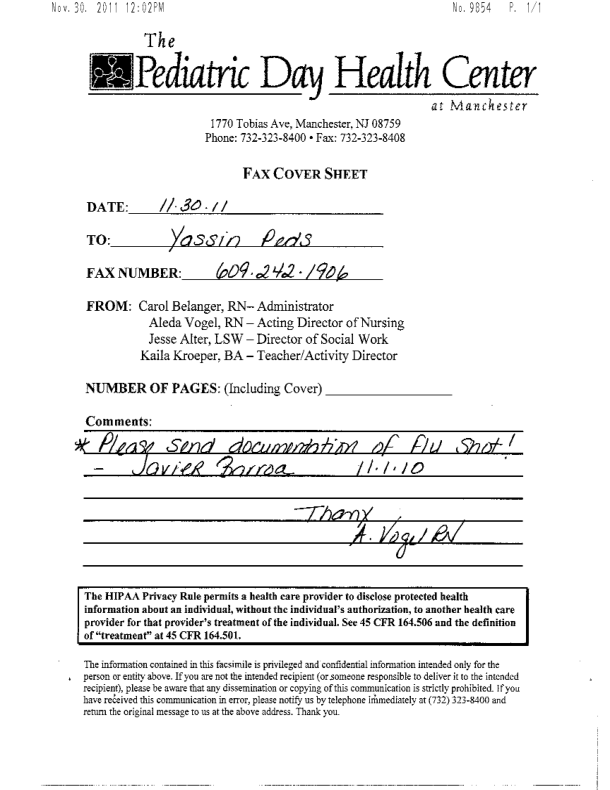 Nov. 30. 2011 12:02PM No. 9854 P. 1/1
The
Pediatric Day Health Center
at Manchester
1770 Tobias Ave, Manchester, NJ 08759
Phone: 732-323-8400 • Fax: 732-323-8408
FAX COVER SHEET
DATE: 11.30.11
TO: Yassin Peds
FAX NUMBER: 609.242.1906
FROM: Carol Belanger, RN-- Administrator
Aleda Vogel, RN – Acting Director of Nursing
Jesse Alter, LSW – Director of Social Work
Kaila Kroeper, BA – Teacher/Activity Director
NUMBER OF PAGES: (Including Cover)
Comments:
* Please send documentation of flu shot!
- Javier 11.1.10
Thanx,
A. Vogel RN
The HIPAA Privacy Rule permits a health care provider to disclose protected health
information about an individual, without the individual's authorization, to another health care
provider for that provider's treatment of the individual. See 45 CFR 164.506 and the definition
of "treatment" at 45 CFR 164.501.
The information contained in this facsimile is privileged and confidential information intended only for the
person or entity above. If you are not the intended recipient (or someone responsible to deliver it to the intended
recipient), please be aware that any dissemination or copying of this communication is strictly prohibited. If you
have received this communication in error, please notify us by telephone immediately at (732) 323-8400 and
return the original message to us at the above address. Thank you.